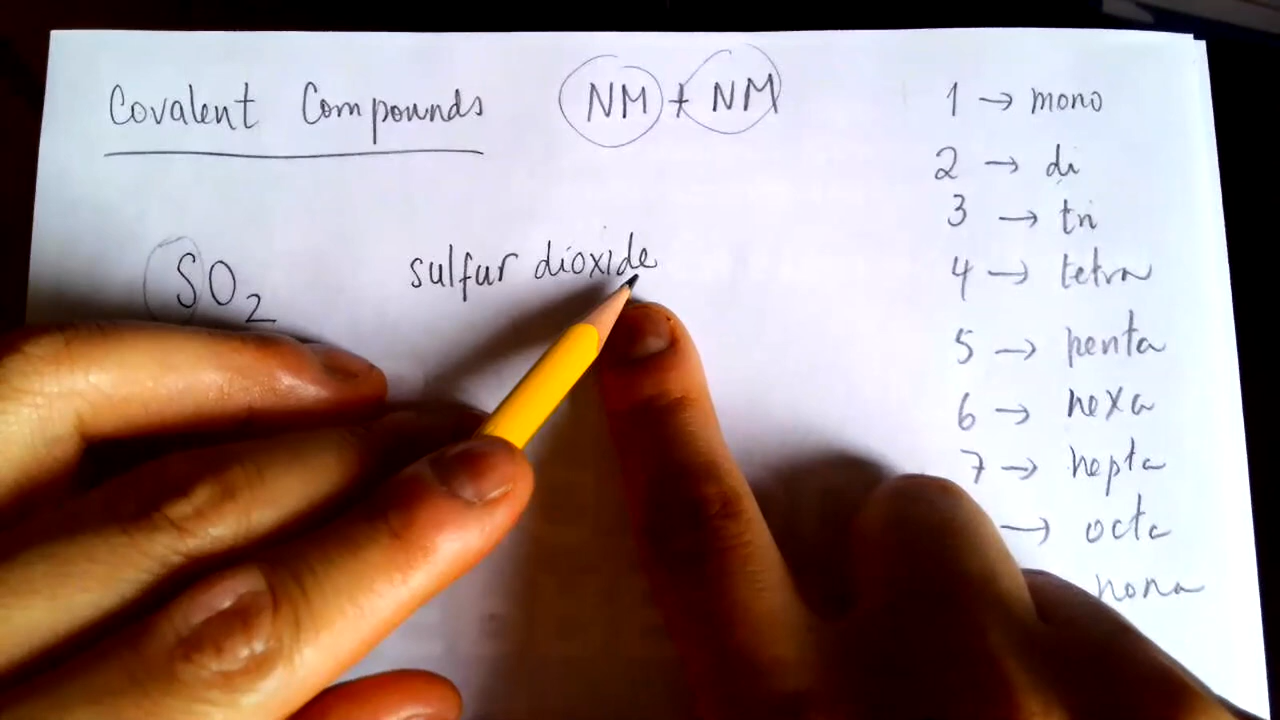 Covalent Compounds NM + NM
SO2 sulfur dioxide
1 → mono
2 → di
3 → tri
4 → tetra
5 → penta
6 → hexa
7 → hepta
→ octa
nona